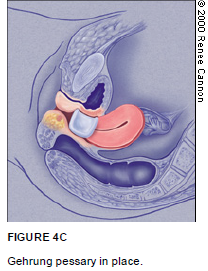 © 2000 Renee Cannon
FIGURE 4C
Gehrung pessary in place.